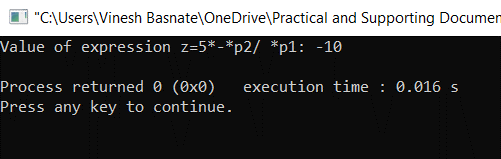 "C:\Users\Vinesh Basnate\OneDrive\Practical and Supporting Documen
Value of expression z=5*-*p2/ *p1: -10
Process returned 0 (0x0)   execution time : 0.016 s
Press any key to continue.